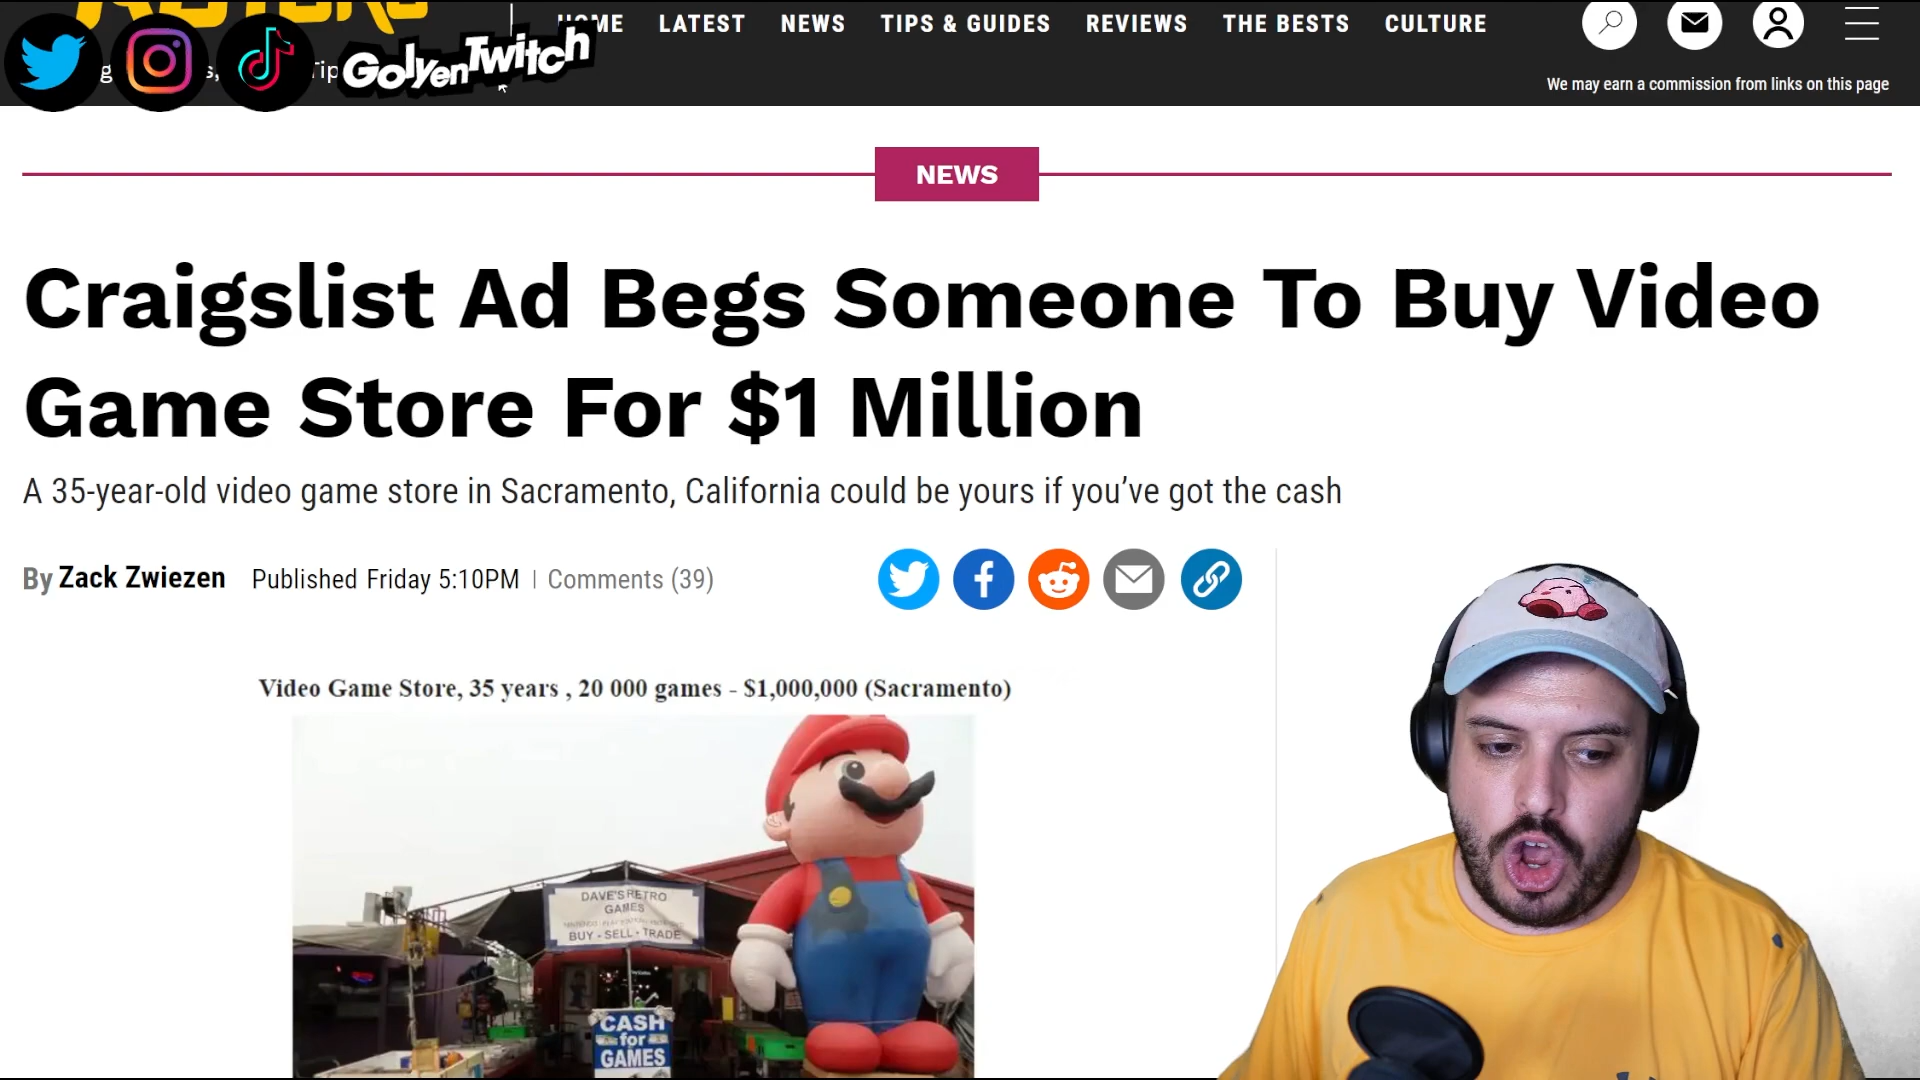 HOME LATEST NEWS TIPS & GUIDES REVIEWS THE BESTS CULTURE
GolyenTwitch
We may earn a commission from links on this page
NEWS
Craigslist Ad Begs Someone To Buy Video
Game Store For $1 Million
A 35-year-old video game store in Sacramento, California could be yours if you've got the cash
By Zack Zwiezen Published Friday 5:10PM | Comments (39)
Video Game Store, 35 years , 20 000 games - $1,000,000 (Sacramento)
DAVE'S RETRO
GAMES
BUY - SELL - TRADE
CASH
for
GAMES